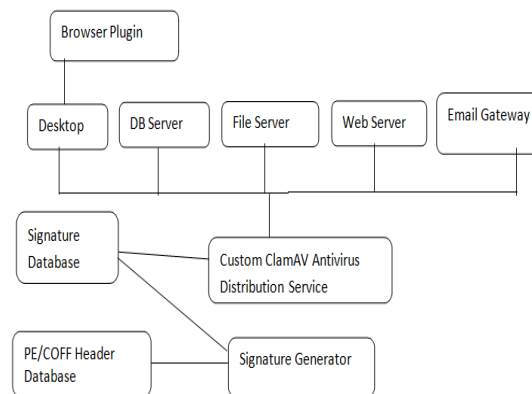 Browser Plugin
Desktop
DB Server
File Server
Web Server
Email Gateway
Signature
Database
Custom ClamAV Antivirus
Distribution Service
PE/COFF Header
Database
Signature Generator